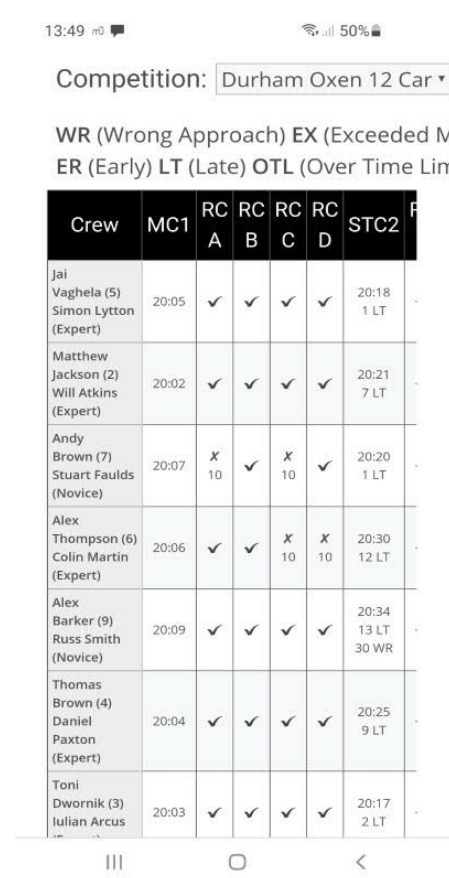 13:49 50%
Competition: Durham Oxen 12 Car
WR (Wrong Approach) EX (Exceeded M
ER (Early) LT (Late) OTL (Over Time Lim
Crew MC1 RC A RC B RC C RC D STC2
Jai
Vaghela (5)
Simon Lytton
(Expert)
20:05 ✓ ✓ ✓ ✓ 20:18
1 LT
Matthew
Jackson (2)
Will Atkins
(Expert)
20:02 ✓ ✓ ✓ ✓ 20:21
7 LT
Andy
Brown (7)
Stuart Faulds
(Novice)
20:07 ✗ 10 ✓ ✗ 10 ✓ 20:20
1 LT
Alex
Thompson (6)
Colin Martin
(Expert)
20:06 ✓ ✓ ✗ 10 ✗ 10 20:30
12 LT
Alex
Barker (9)
Russ Smith
(Novice)
20:09 ✓ ✓ ✓ ✓ 20:34
13 LT
30 WR
Thomas
Brown (4)
Daniel
Paxton
(Expert)
20:04 ✓ ✓ ✓ ✓ 20:25
9 LT
Toni
Dwornik (3)
Iulian Arcus
20:03 ✓ ✓ ✓ ✓ 20:17
2 LT